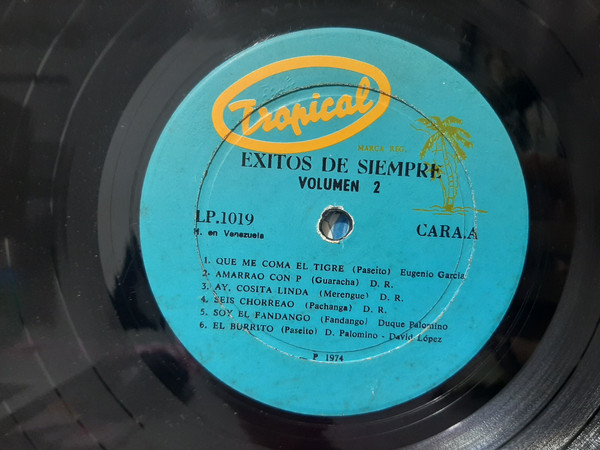 Tropical
MARCA REG.
EXITOS DE SIEMPRE
VOLUMEN 2
LP.1019
H. en Venezuela
CARA.A
1. QUE ME COMA EL TIGRE (Paseito) Eugenio García
2- AMARRAO CON P (Guaracha) D. R.
3. AY, COSITA LINDA (Merengue) D. R.
4. SEIS CHORREAO (Pachanga) D. R.
5. SOY EL FANDANGO (Fandango) Duque Palomino
6. EL BURRITO (Paseito) D. Palomino - David López
P 1974